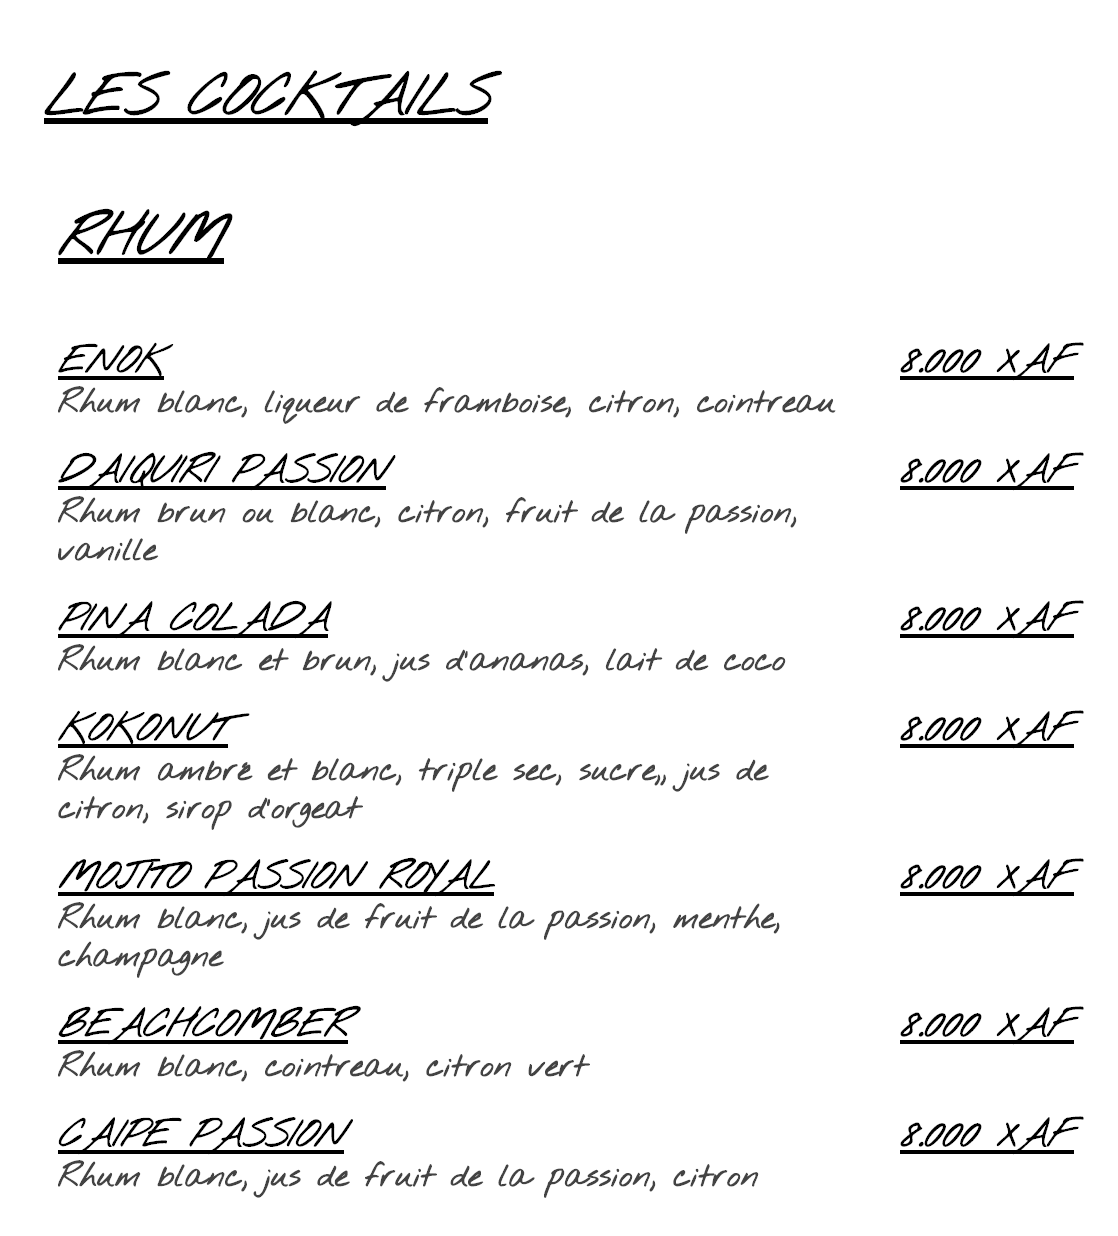 LES COCKTAILS
RHUM
ENOK 8.000 XAF
Rhum blanc, liqueur de framboise, citron, cointreau
DAIQUIRI PASSION 8.000 XAF
Rhum brun ou blanc, citron, fruit de la passion,
vanille
PINA COLADA 8.000 XAF
Rhum blanc et brun, jus d'ananas, lait de coco
KOKONUT 8.000 XAF
Rhum ambré et blanc, triple sec, sucre,, jus de
citron, sirop d'orgeat
MOJITO PASSION ROYAL 8.000 XAF
Rhum blanc, jus de fruit de la passion, menthe,
champagne
BEACHCOMBER 8.000 XAF
Rhum blanc, cointreau, citron vert
CAIPE PASSION 8.000 XAF
Rhum blanc, jus de fruit de la passion, citron